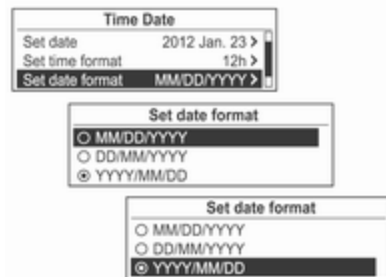 Time Date
Set date 2012 Jan. 23 >
Set time format 12h >
Set date format MM/DD/YYYY >
Set date format
MM/DD/YYYY
DD/MM/YYYY
YYYY/MM/DD
Set date format
MM/DD/YYYY
DD/MM/YYYY
YYYY/MM/DD